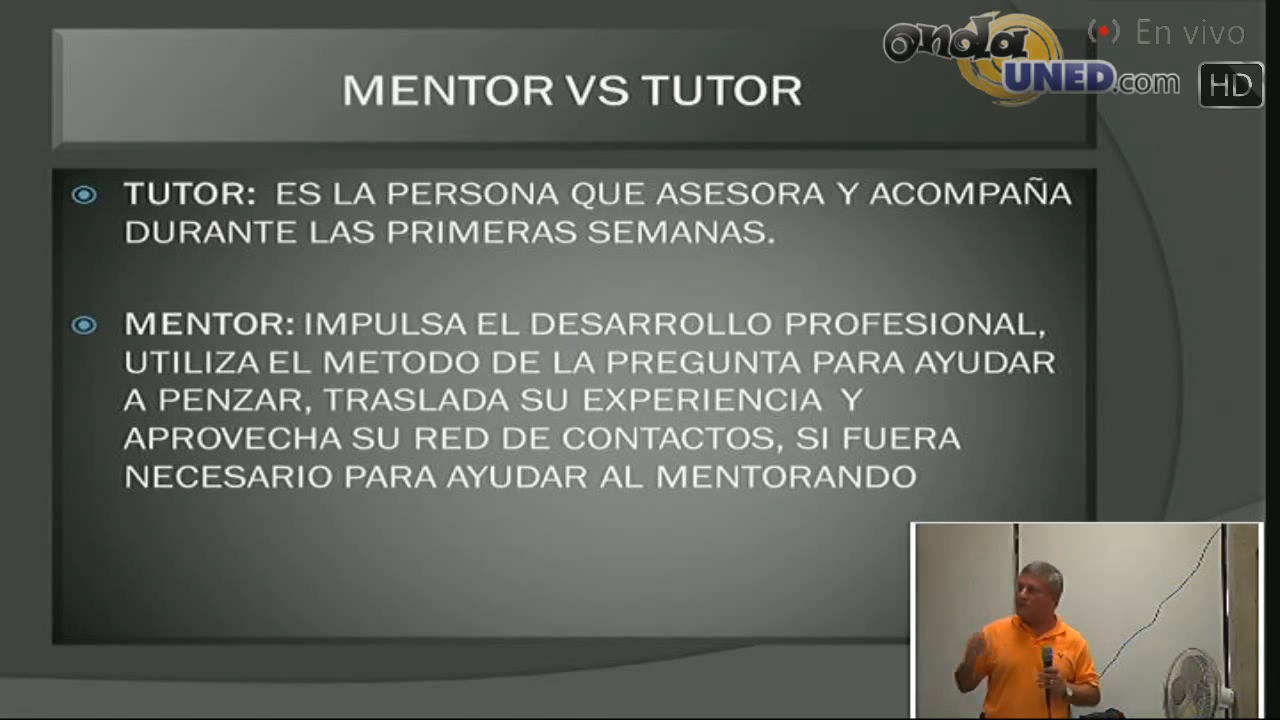 onda
UNED.com
En vivo
HD
MENTOR VS TUTOR
TUTOR: ES LA PERSONA QUE ASESORA Y ACOMPAÑA
DURANTE LAS PRIMERAS SEMANAS.
MENTOR: IMPULSA EL DESARROLLO PROFESIONAL,
UTILIZA EL METODO DE LA PREGUNTA PARA AYUDAR
A PENZAR, TRASLADA SU EXPERIENCIA Y
APROVECHA SU RED DE CONTACTOS, SI FUERA
NECESARIO PARA AYUDAR AL MENTORANDO